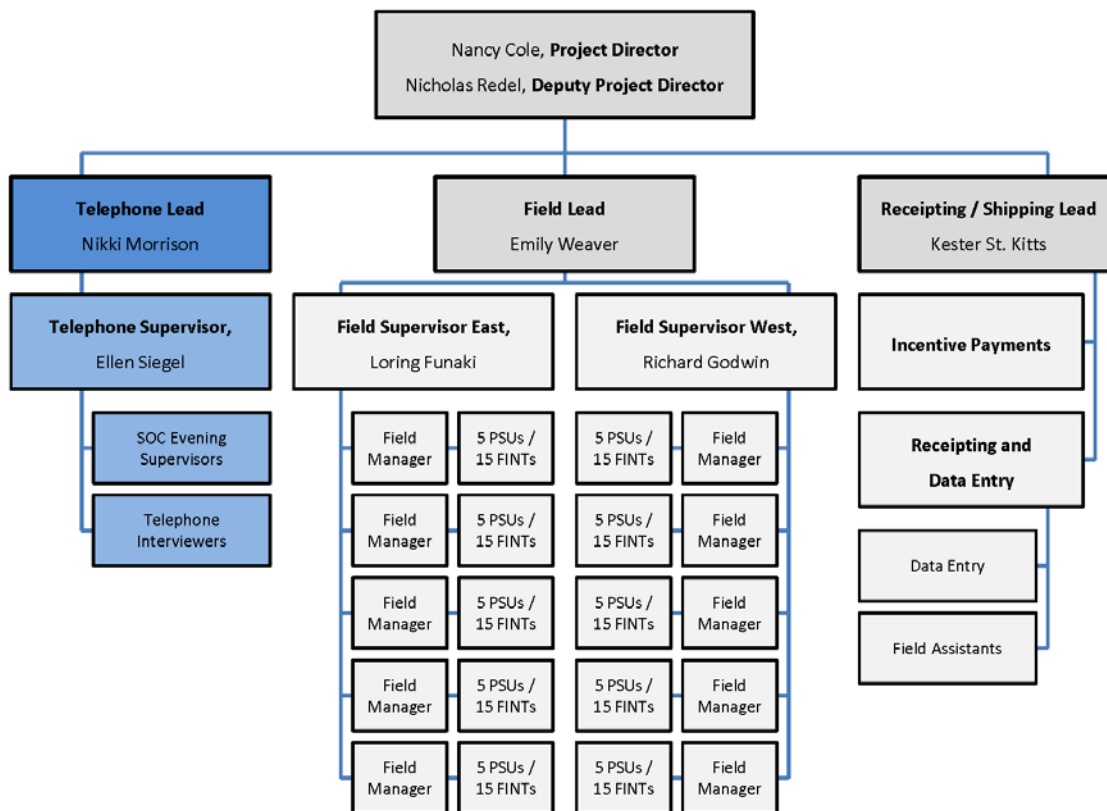 Nancy Cole, Project Director
Nicholas Redel, Deputy Project Director
Telephone Lead
Nikki Morrison
Field Lead
Emily Weaver
Receipting / Shipping Lead
Kester St. Kitts
Telephone Supervisor,
Ellen Siegel
Field Supervisor East,
Loring Funaki
Field Supervisor West,
Richard Godwin
Incentive Payments
SOC Evening
Supervisors
Telephone
Interviewers
Field
Manager
5 PSUs /
15 FINTs
5 PSUs /
15 FINTs
Field
Manager
Field
Manager
5 PSUs /
15 FINTs
5 PSUs /
15 FINTs
Field
Manager
Field
Manager
5 PSUs /
15 FINTs
5 PSUs /
15 FINTs
Field
Manager
Field
Manager
5 PSUs /
15 FINTs
5 PSUs /
15 FINTs
Field
Manager
Field
Manager
5 PSUs /
15 FINTs
5 PSUs /
15 FINTs
Field
Manager
Receipting and
Data Entry
Data Entry
Field Assistants